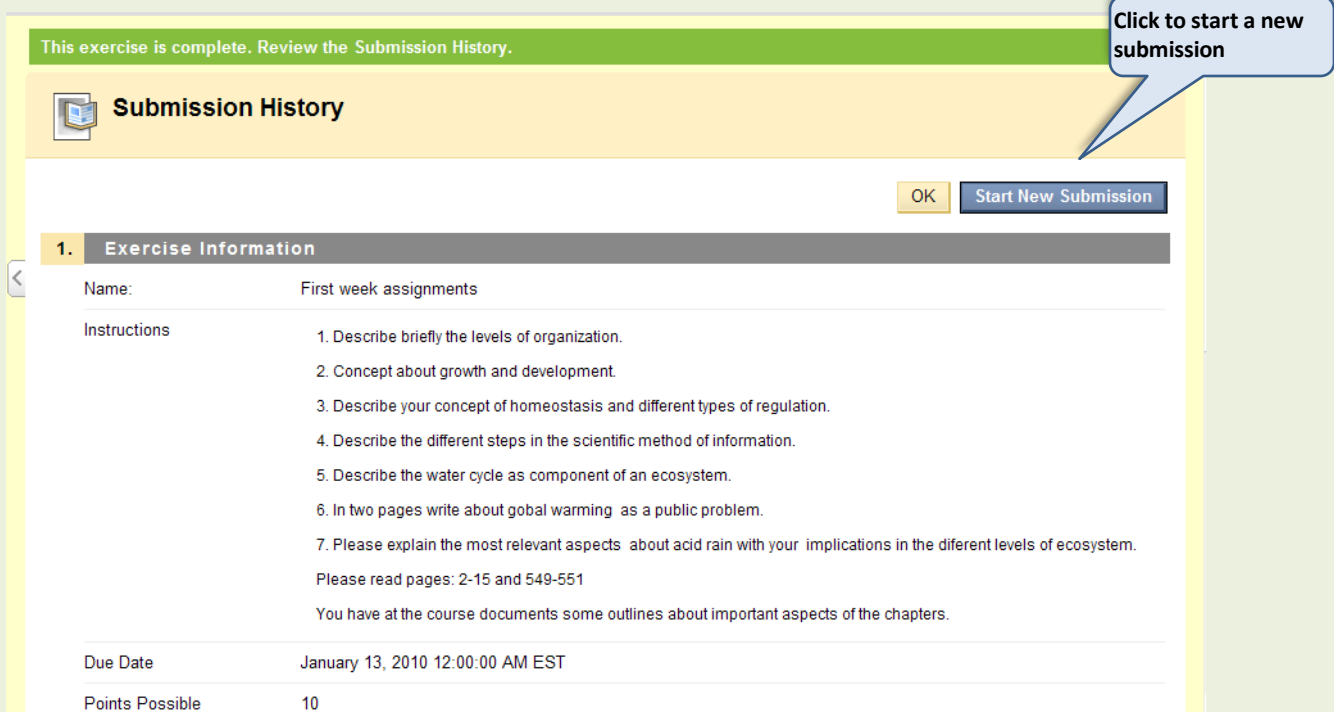 Click to start a new
submission
This exercise is complete. Review the Submission History.
Submission History
OK
Start New Submission
1. Exercise Information
Name: First week assignments
Instructions
1. Describe briefly the levels of organization.
2. Concept about growth and development.
3. Describe your concept of homeostasis and different types of regulation.
4. Describe the different steps in the scientific method of information.
5. Describe the water cycle as component of an ecosystem.
6. In two pages write about gobal warming as a public problem.
7. Please explain the most relevant aspects about acid rain with your implications in the diferent levels of ecosystem.
Please read pages: 2-15 and 549-551
You have at the course documents some outlines about important aspects of the chapters.
Due Date January 13, 2010 12:00:00 AM EST
Points Possible 10